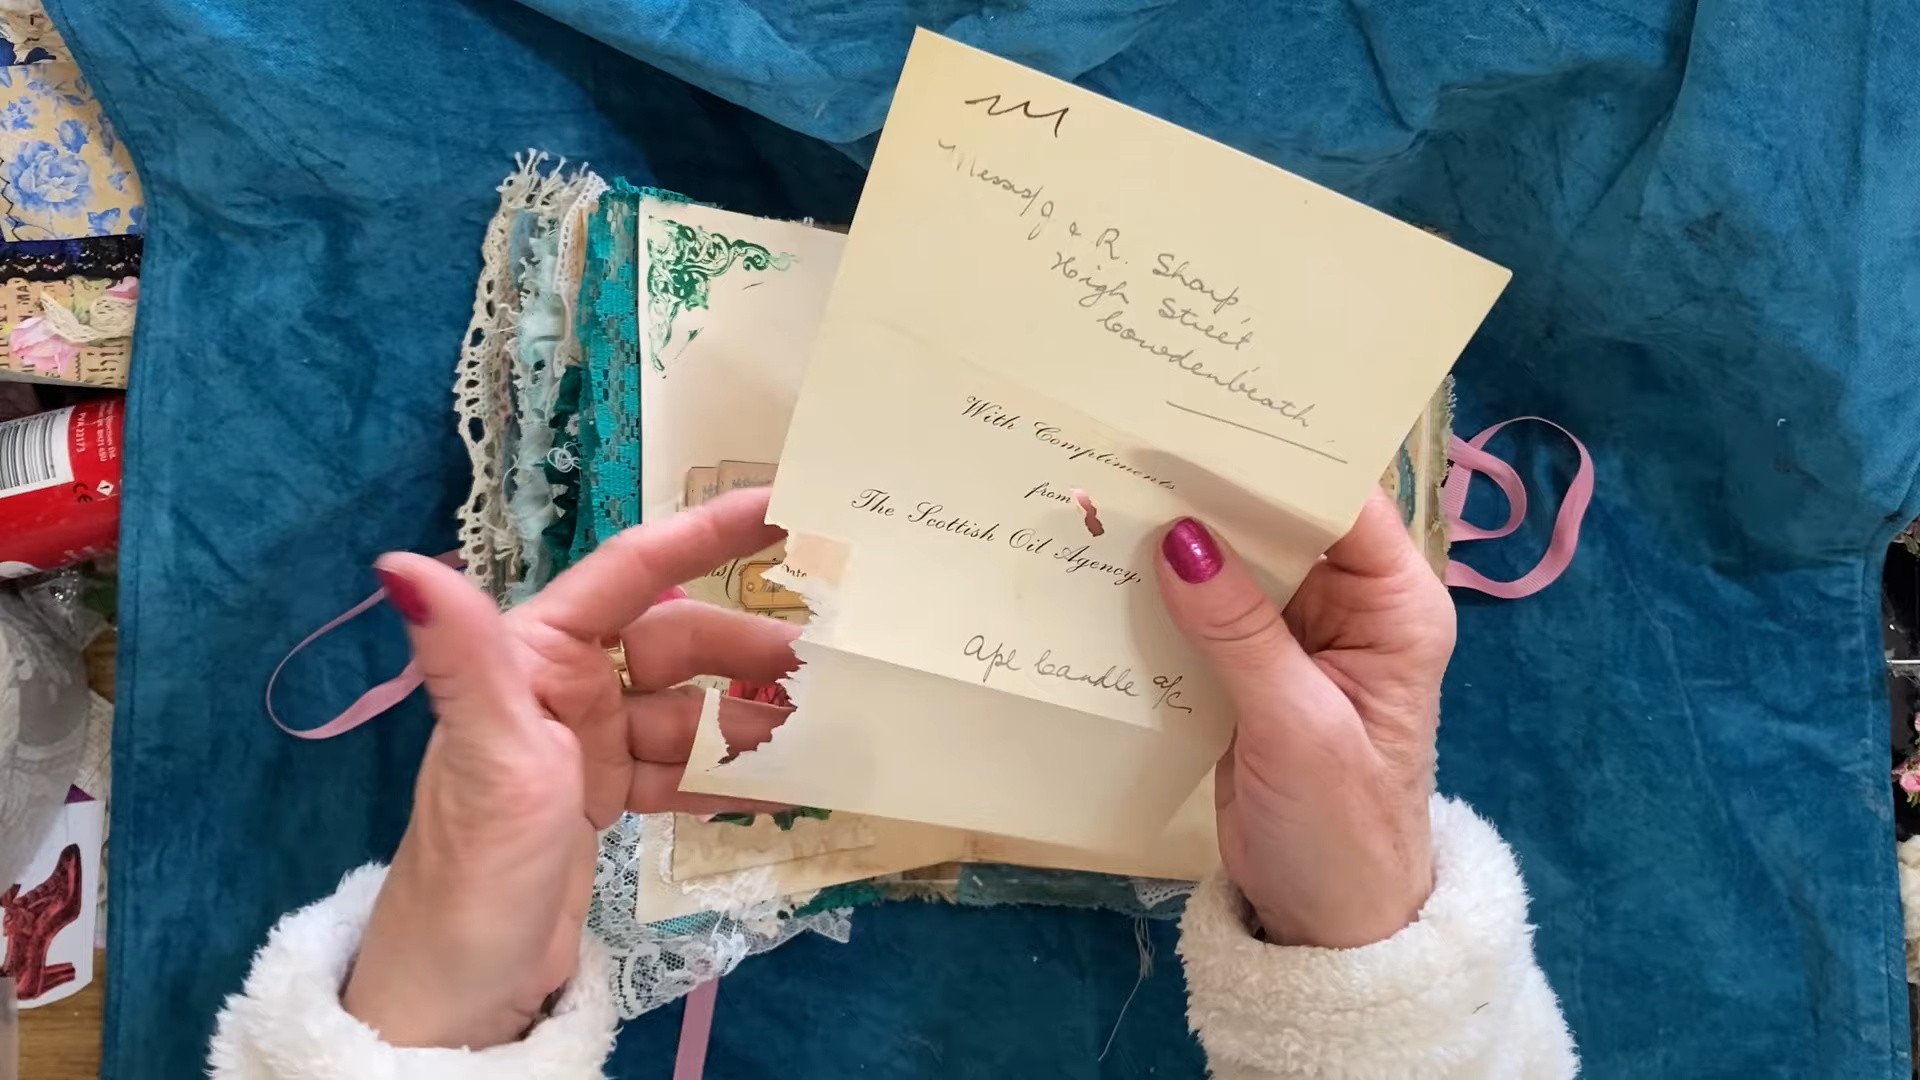 Messrs/ J & R. Sharp,
High Street,
Cowdenbeath
With Compliments
from
The Scottish Oil Agency,
Apl Candle a/c